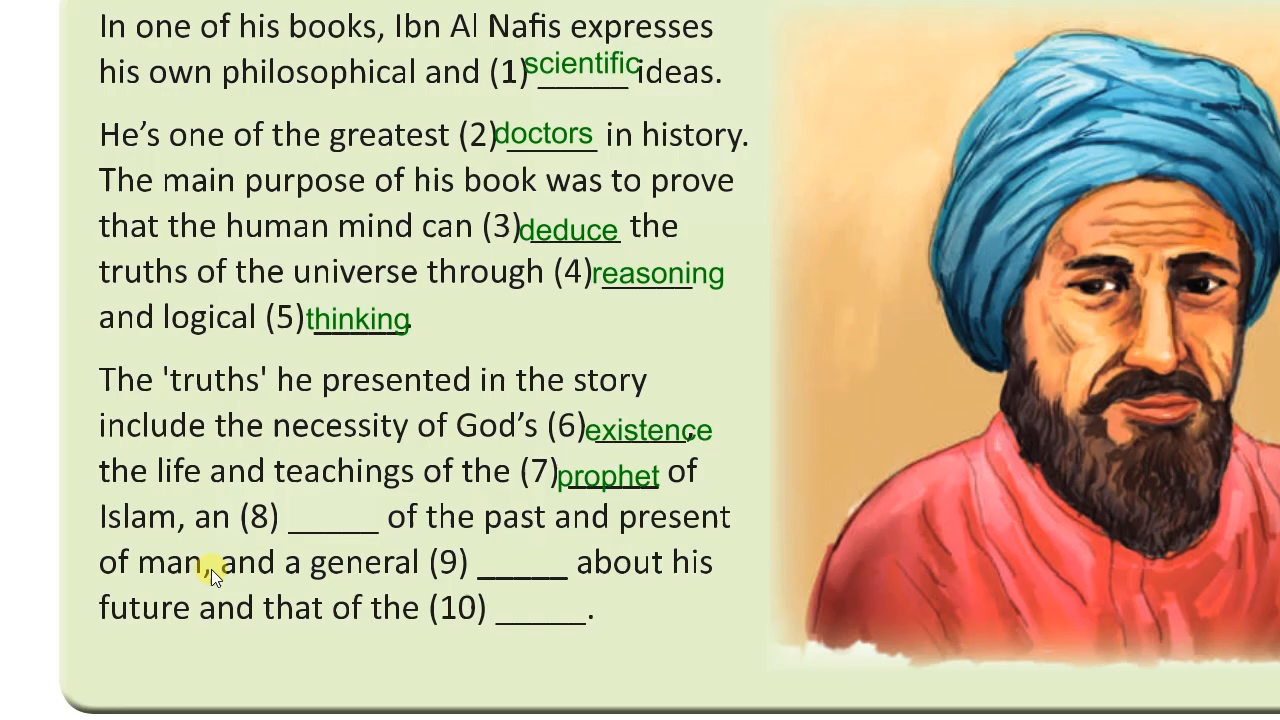 In one of his books, Ibn Al Nafis expresses
his own philosophical and (1) scientific ideas.
He’s one of the greatest (2) doctors in history.
The main purpose of his book was to prove
that the human mind can (3) deduce the
truths of the universe through (4) reasoning
and logical (5) thinking.
The 'truths' he presented in the story
include the necessity of God’s (6) existence,
the life and teachings of the (7) prophet of
Islam, an (8) _____ of the past and present
of man, and a general (9) _____ about his
future and that of the (10) _____.